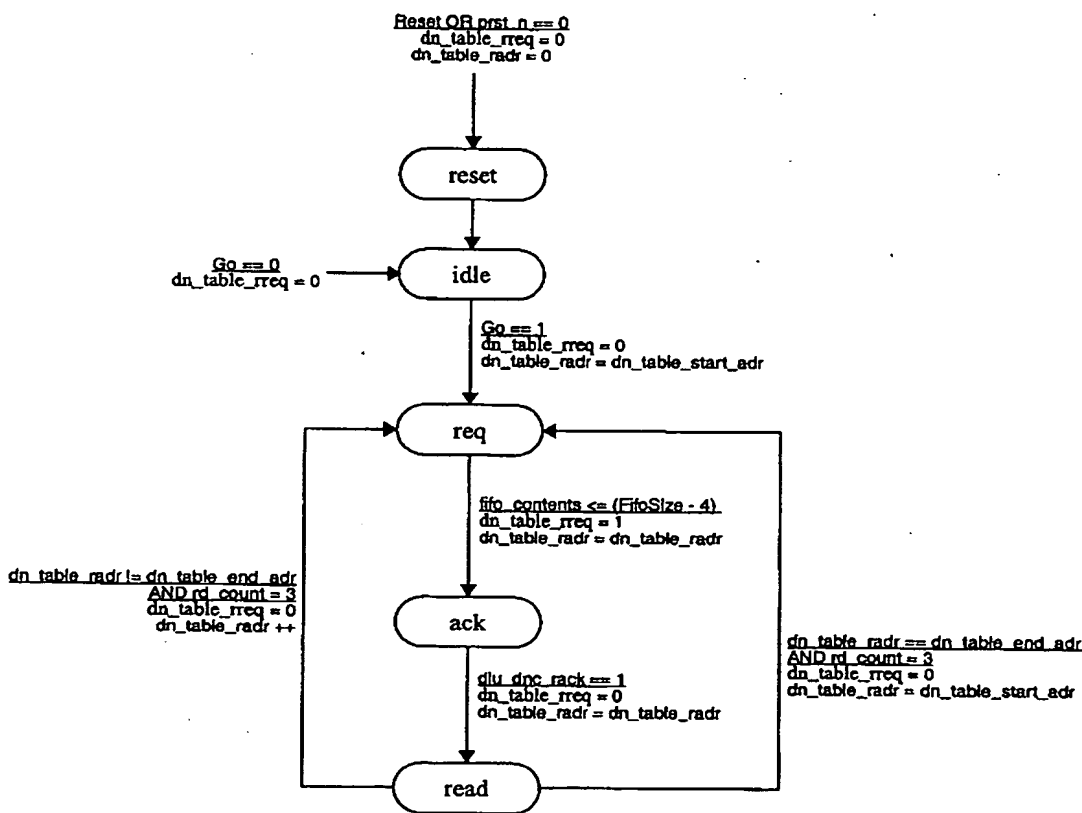 Reset OR prst_n == 0
dn_table_rreq = 0
dn_table_radr = 0
reset
idle
Go == 0
dn_table_rreq = 0
Go == 1
dn_table_rreq = 0
dn_table_radr = dn_table_start_adr
req
fifo_contents <= (FifoSize - 4)
dn_table_rreq = 1
dn_table_radr = dn_table_radr
dn_table_radr != dn_table_end_adr
AND rd_count = 3
dn_table_rreq = 0
dn_table_radr ++
ack
dn_table_radr == dn_table_end_adr
AND rd_count = 3
dn_table_rreq = 0
dn_table_radr = dn_table_start_adr
dlu_dnc_rack == 1
dn_table_rreq = 0
dn_table_radr = dn_table_radr
read